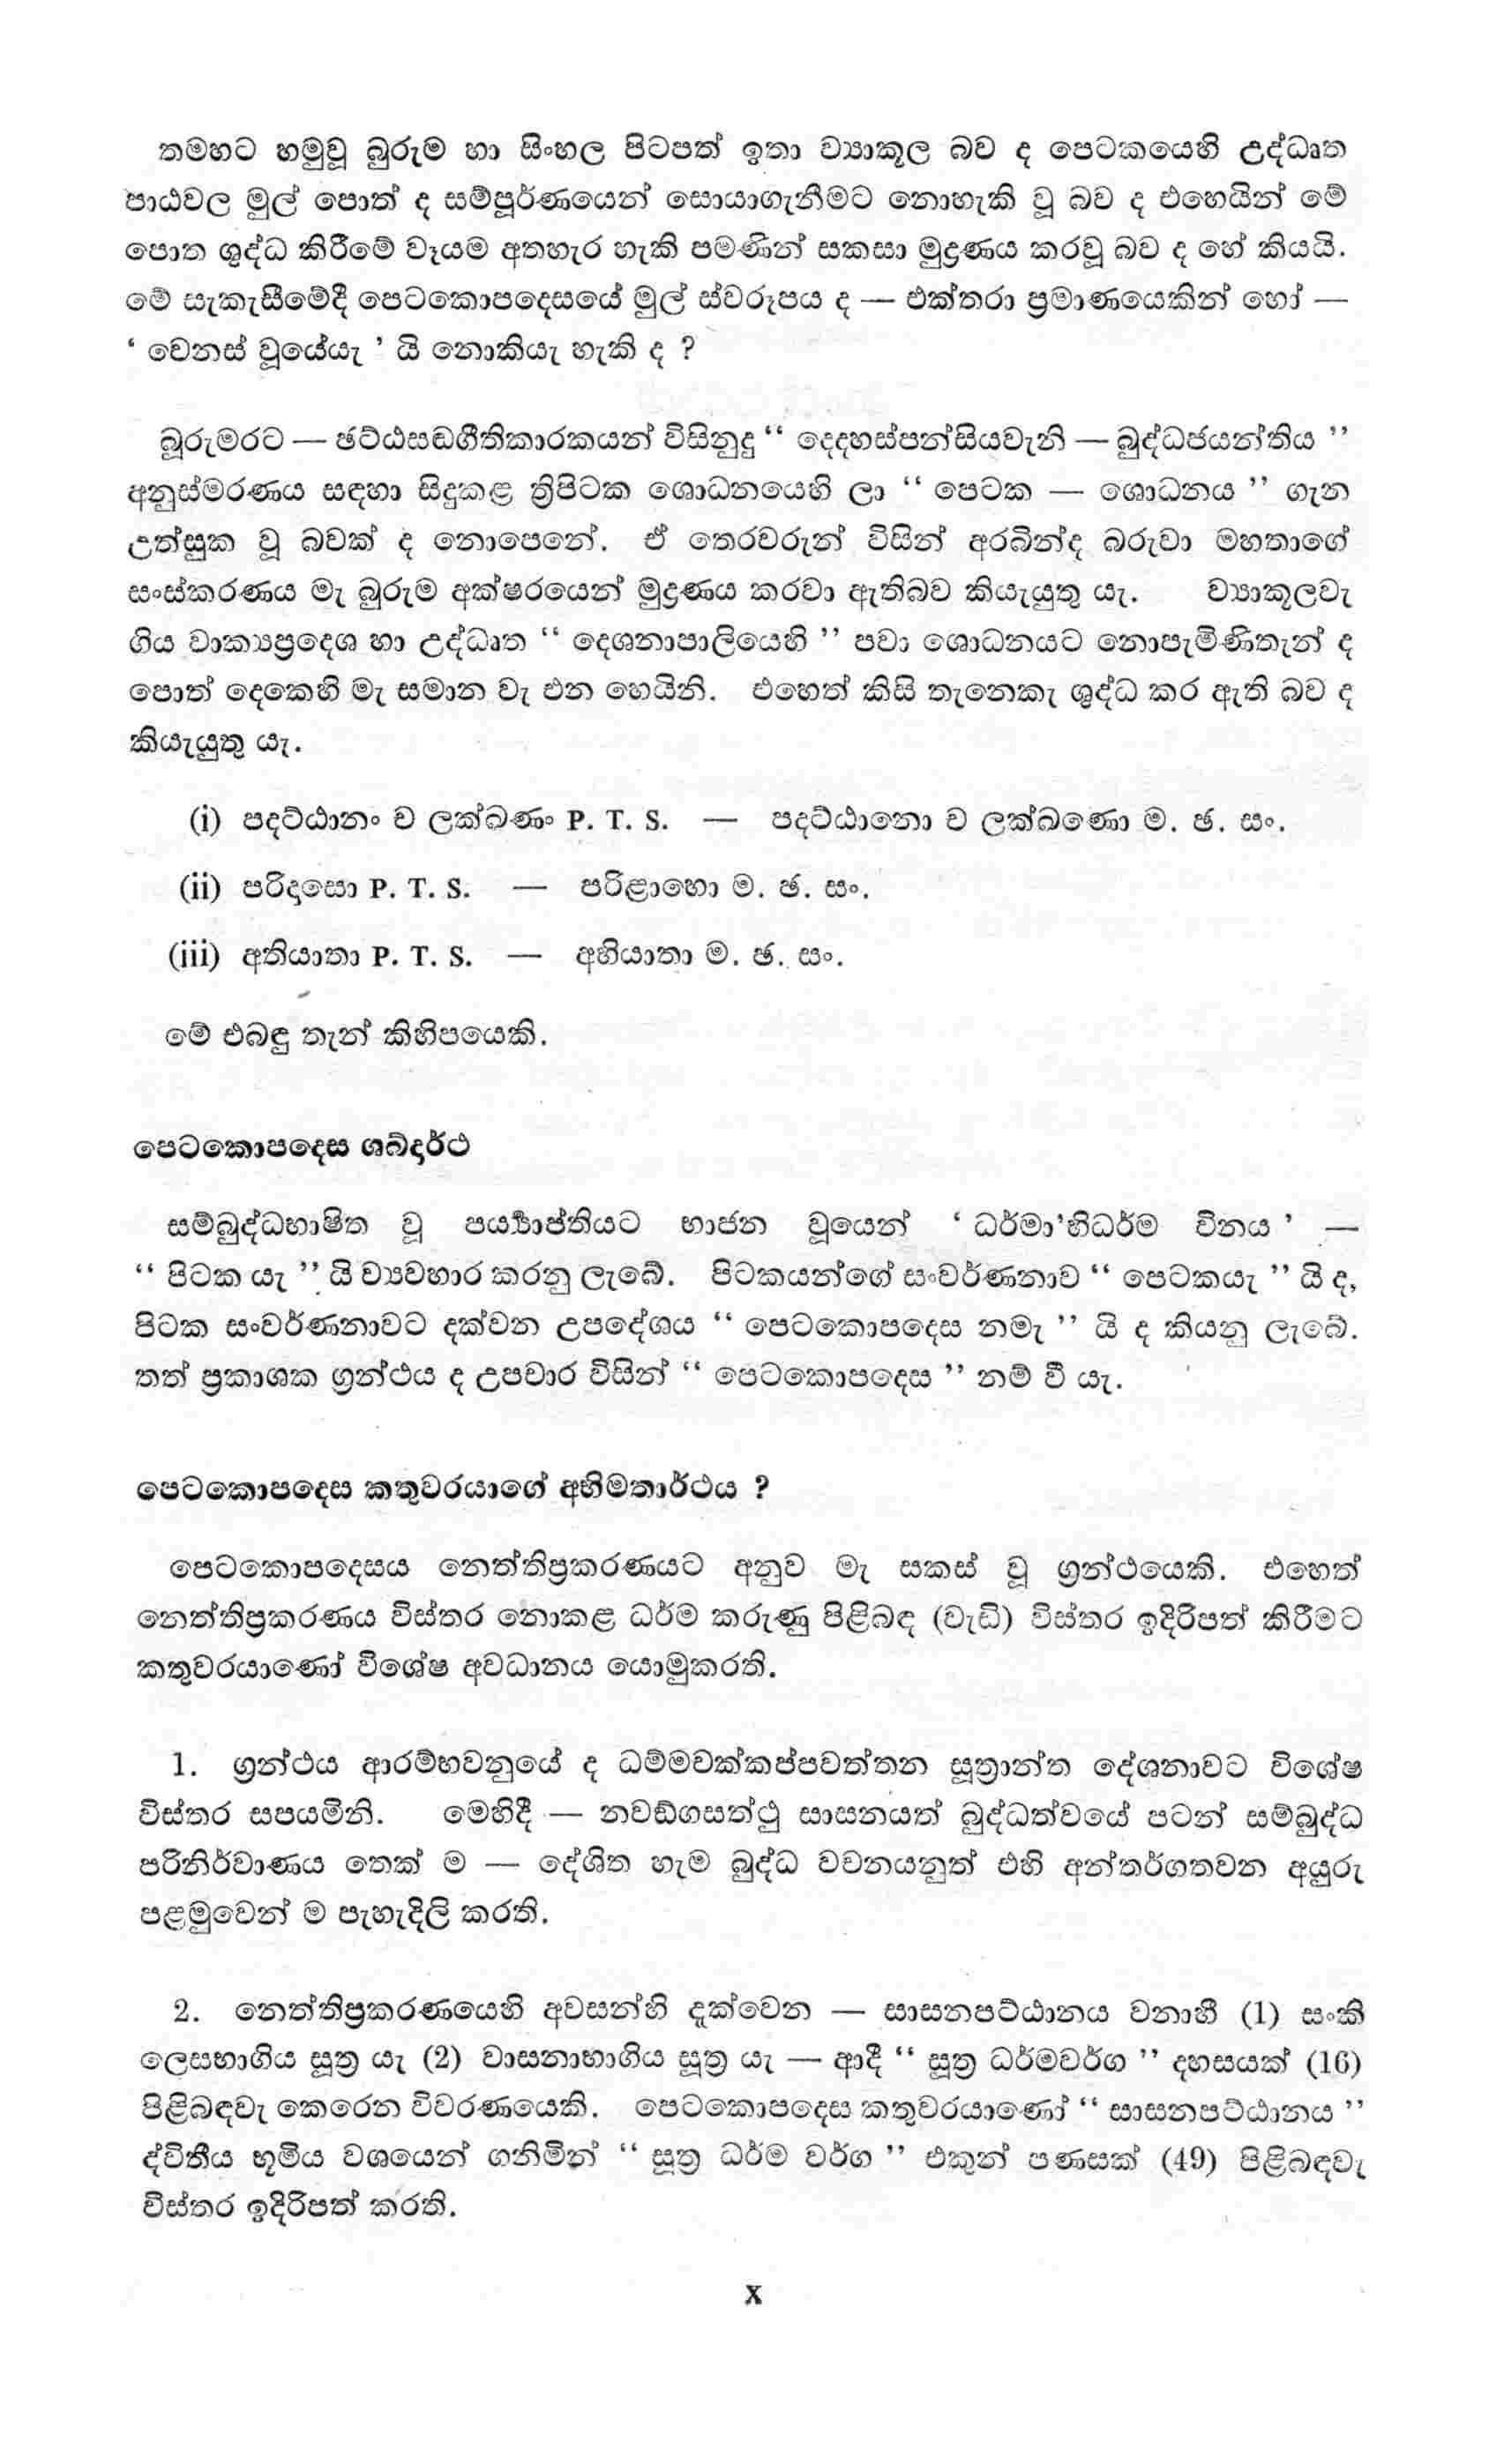 තමහට හමුවූ බුරුම හා සිංහල පිටපත් ඉතා ව්‍යාකූල බව ද පෙටකයෙහි උද්ධෘත
පාඨවල මුල් පොත් ද සම්පූර්ණයෙන් සොයාගැනීමට නොහැකි වූ බව ද එහෙයින් මේ
පොත ශුද්ධ කිරීමේ වෑයම අතහැර හැකි පමණින් සකසා මුද්‍රණය කරවූ බව ද හේ කියයි.
මේ සැකැසීමේදී පෙටකොපදෙසයේ මුල් ස්වරූපය ද — එක්තරා ප්‍රමාණයෙකින් හෝ —
‘ වෙනස් වූයේයැ ’ යි නොකියැ හැකි ද ?
බූරුමරට — ඡට්ඨසඞගීතිකාරකයන් විසිනුදු “ දෙදහස්පන්සියවැනි — බුද්ධජයන්තිය ”
අනුස්මරණය සඳහා සිදුකළ ත්‍රිපිටක ශොධනයෙහි ලා “ පෙටක — ශොධනය ” ගැන
උත්සුක වූ බවක් ද නොපෙනේ. ඒ තෙරවරුන් විසින් අරබින්ද බරුවා මහතාගේ
සංස්කරණය මැ බුරුම අක්ෂරයෙන් මුද්‍රණය කරවා ඇතිබව කියැයුතු යැ. ව්‍යාකූලවැ
ගිය වාක්‍යප්‍රදෙශ හා උද්ධෘත “ දෙශනාපාලියෙහි ” පවා ශොධනයට නොපැමිණිතැන් ද
පොත් දෙකෙහි මැ සමාන වැ එන හෙයිනි. එහෙත් කිසි තැනෙකැ ශුද්ධ කර ඇති බව ද
කියැයුතු යැ.
(i) පදට්ඨානං ච ලක්ඛණං P. T. S. — පදට්ඨානො ච ලක්ඛණො ම. ඡ. සං.
(ii) පරිදාසො P. T. S. — පරිළාහො ම. ඡ. සං.
(iii) අතියාතා P. T. S. — අභියාතා ම. ඡ. සං.
මේ එබඳු තැන් කිහිපයෙකි.
පෙටකොපදෙස ශබ්දාර්ථ
සම්බුද්ධභාෂිත වූ පර්‍ය්‍යාප්තියට භාජන වූයෙන් ‘ ධර්මා’භිධර්ම විනය ’ —
“ පිටක යැ ” යි ව්‍යවහාර කරනු ලැබේ. පිටකයන්ගේ සංවර්ණනාව “ පෙටකයැ ” යි ද,
පිටක සංවර්ණනාවට දක්වන උපදේශය “ පෙටකොපදෙස නමැ ” යි ද කියනු ලැබේ.
තත් ප්‍රකාශක ග්‍රන්ථය ද උපචාර විසින් “ පෙටකොපදෙස ” නම් වී යැ.
පෙටකොපදෙස කතුවරයාගේ අභිමතාර්ථය ?
පෙටකොපදෙසය නෙත්තිප්‍රකරණයට අනුව මැ සකස් වූ ග්‍රන්ථයෙකි. එහෙත්
නෙත්තිප්‍රකරණය විස්තර නොකළ ධර්ම කරුණු පිළිබඳ (වැඩි) විස්තර ඉදිරිපත් කිරීමට
කතුවරයාණෝ විශේෂ අවධානය යොමුකරති.
1. ග්‍රන්ථය ආරම්භවනුයේ ද ධම්මචක්කප්පවත්තන සූත්‍රාන්ත දේශනාවට විශේෂ
විස්තර සපයමිනි. මෙහිදී — නවඞ්ගසත්ථු සාසනයත් බුද්ධත්වයේ පටන් සම්බුද්ධ
පරිනිර්වාණය තෙක් ම — දේශිත හැම බුද්ධ වචනයනුත් එහි අන්තර්ගතවන අයුරු
පළමුවෙන් ම පැහැදිලි කරති.
2. නෙත්තිප්‍රකරණයෙහි අවසන්හි දැක්වෙන — සාසනපට්ඨානය වනාහී (1) සංකි
ලෙසභාගිය සූත්‍ර යැ (2) වාසනාභාගිය සූත්‍ර යැ — ආදී “ සූත්‍ර ධර්මවර්ග ” දහසයක් (16)
පිළිබඳවැ කෙරෙන විවරණයෙකි. පෙටකොපදෙස කතුවරයාණෝ “ සාසනපට්ඨානය ”
ද්විතීය භූමිය වශයෙන් ගනිමින් “ සූත්‍ර ධර්ම වර්ග ” එකුන් පණසක් (49) පිළිබඳවැ
විස්තර ඉදිරිපත් කරති.
X